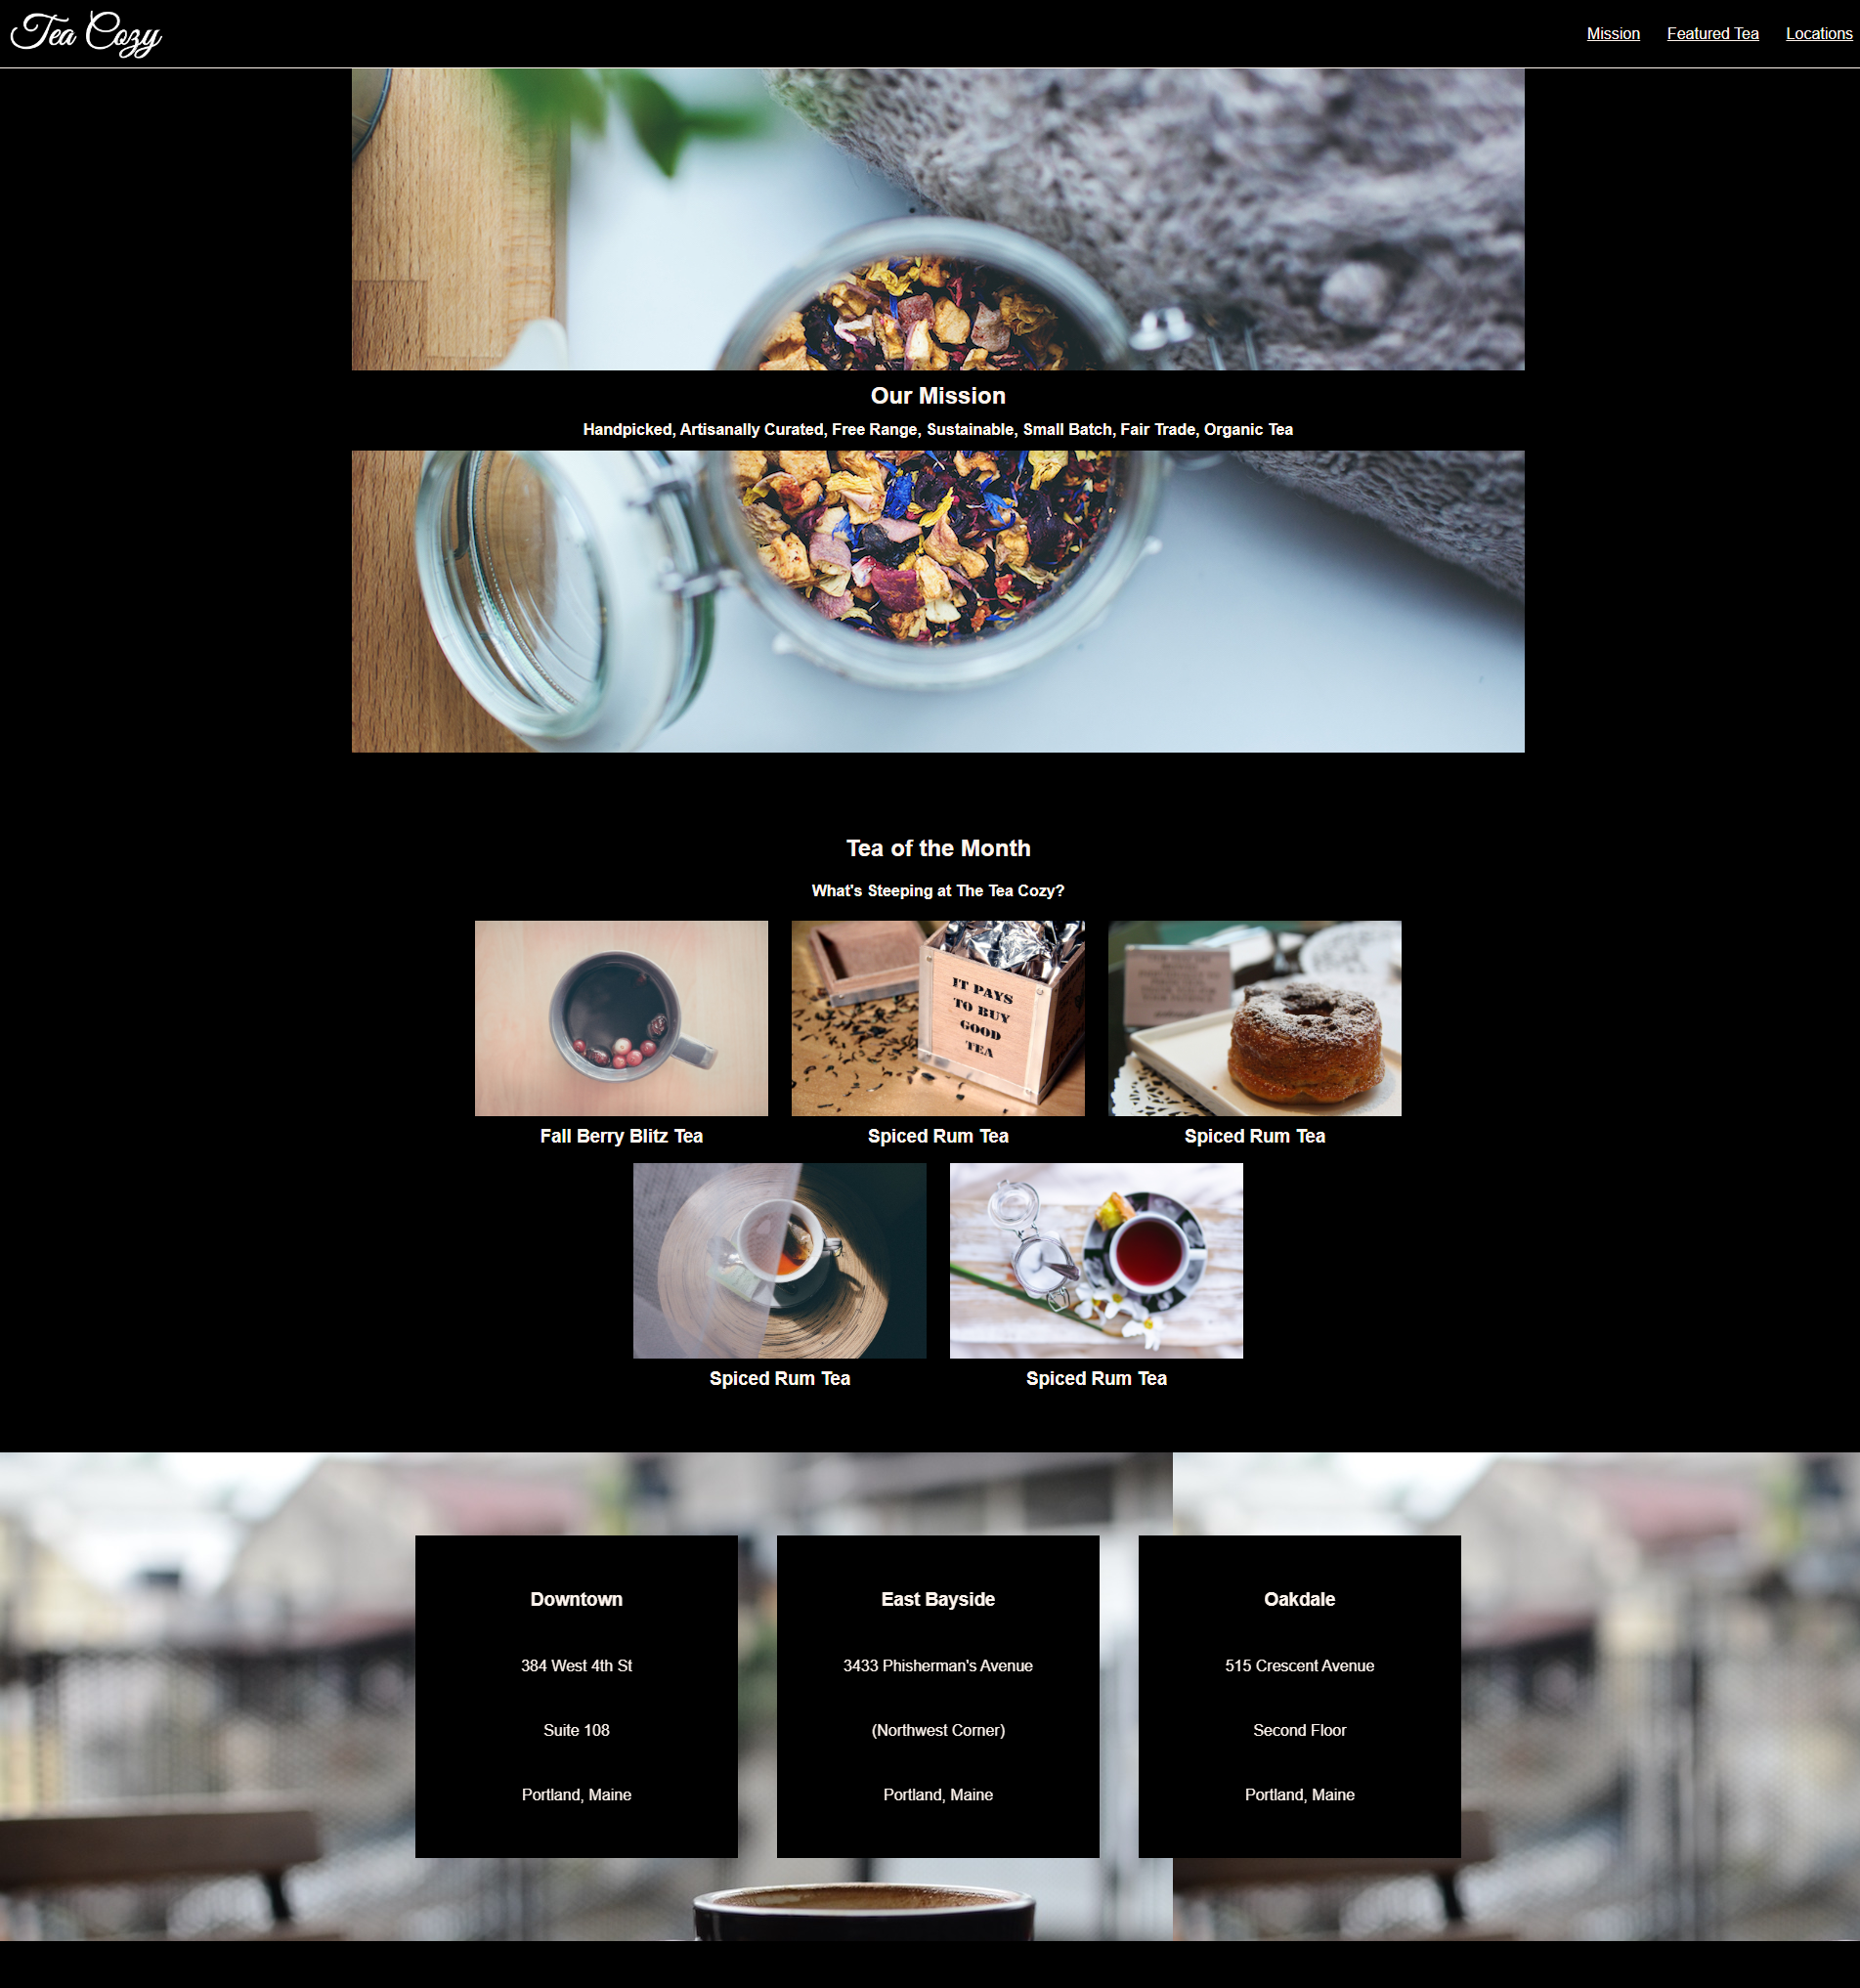 Tea Cozy
Mission Featured Tea Locations
Our Mission
Handpicked, Artisanally Curated, Free Range, Sustainable, Small Batch, Fair Trade, Organic Tea
Tea of the Month
What's Steeping at The Tea Cozy?
IT PAYS
TO BUY
GOOD
TEA
Fall Berry Blitz Tea
Spiced Rum Tea
Spiced Rum Tea
Spiced Rum Tea
Spiced Rum Tea
Downtown
384 West 4th St
Suite 108
Portland, Maine
East Bayside
3433 Phisherman's Avenue
(Northwest Corner)
Portland, Maine
Oakdale
515 Crescent Avenue
Second Floor
Portland, Maine